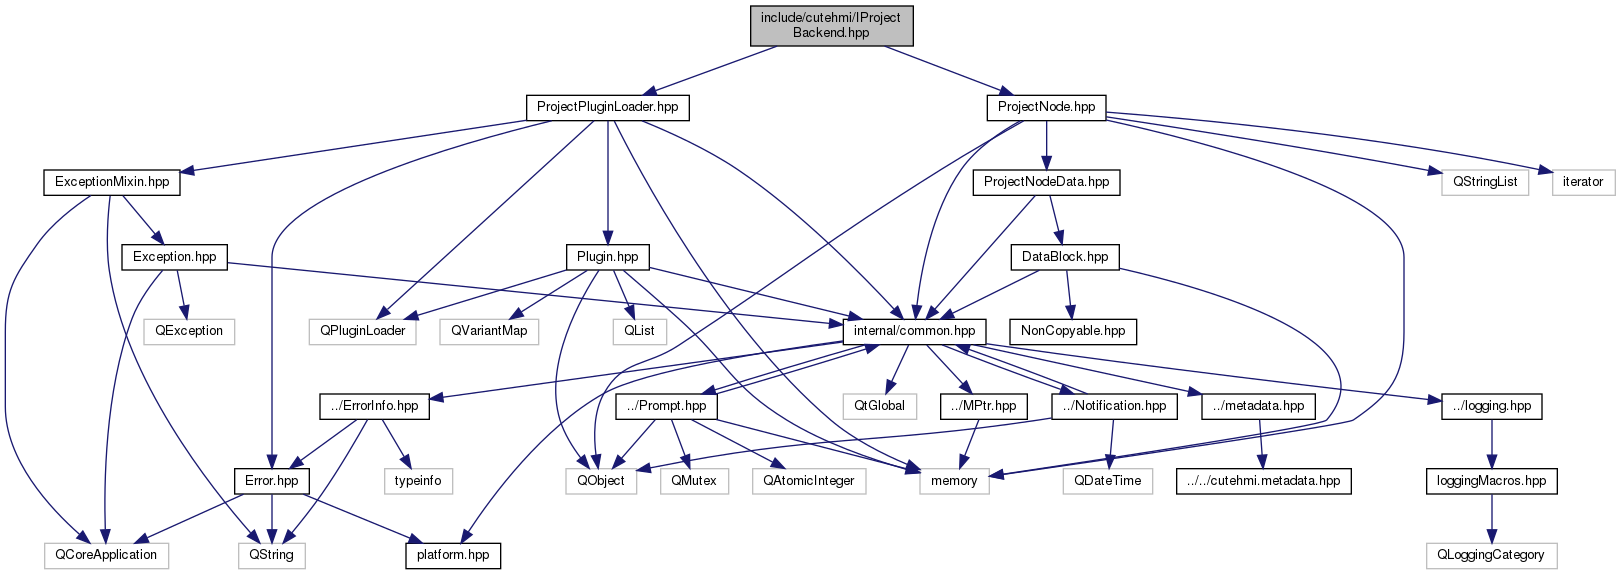 include/cutehmi/IProject
Backend.hpp
ProjectPluginLoader.hpp
ProjectNode.hpp
ExceptionMixin.hpp
ProjectNodeData.hpp
QStringList
iterator
Exception.hpp
Plugin.hpp
DataBlock.hpp
QException
QPluginLoader
QVariantMap
QList
internal/common.hpp
NonCopyable.hpp
../ErrorInfo.hpp
../Prompt.hpp
QtGlobal
../MPtr.hpp
../Notification.hpp
../metadata.hpp
../logging.hpp
Error.hpp
typeinfo
QObject
QMutex
QAtomicInteger
memory
QDateTime
../../cutehmi.metadata.hpp
loggingMacros.hpp
QCoreApplication
QString
platform.hpp
QLoggingCategory